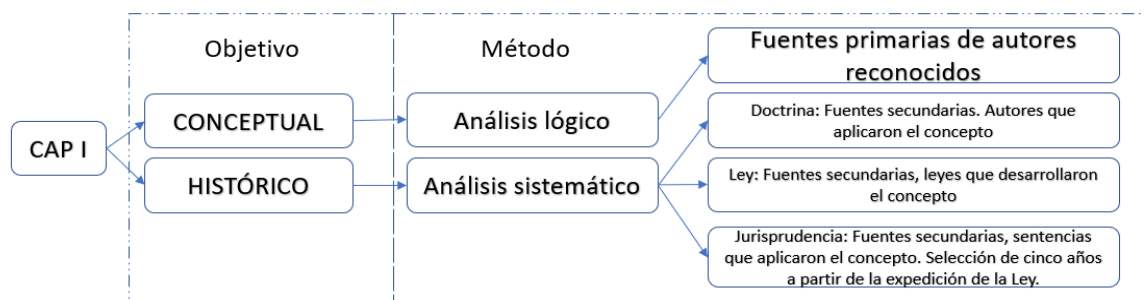 Objetivo
Método
Fuentes primarias de autores
reconocidos
CAP I
CONCEPTUAL
Análisis lógico
Doctrina: Fuentes secundarias. Autores que
aplicaron el concepto
HISTÓRICO
Análisis sistemático
Ley: Fuentes secundarias, leyes que desarrollaron
el concepto
Jurisprudencia: Fuentes secundarias, sentencias
que aplicaron el concepto. Selección de cinco años
a partir de la expedición de la Ley.